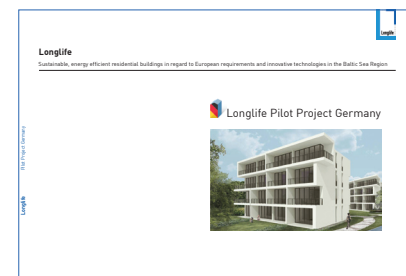 Longlife
Longlife
Sustainable, energy efficient residential buildings in regard to European requirements and innovative technologies in the Baltic Sea Region
Longlife Pilot Project Germany
Longlife Pilot Project Germany